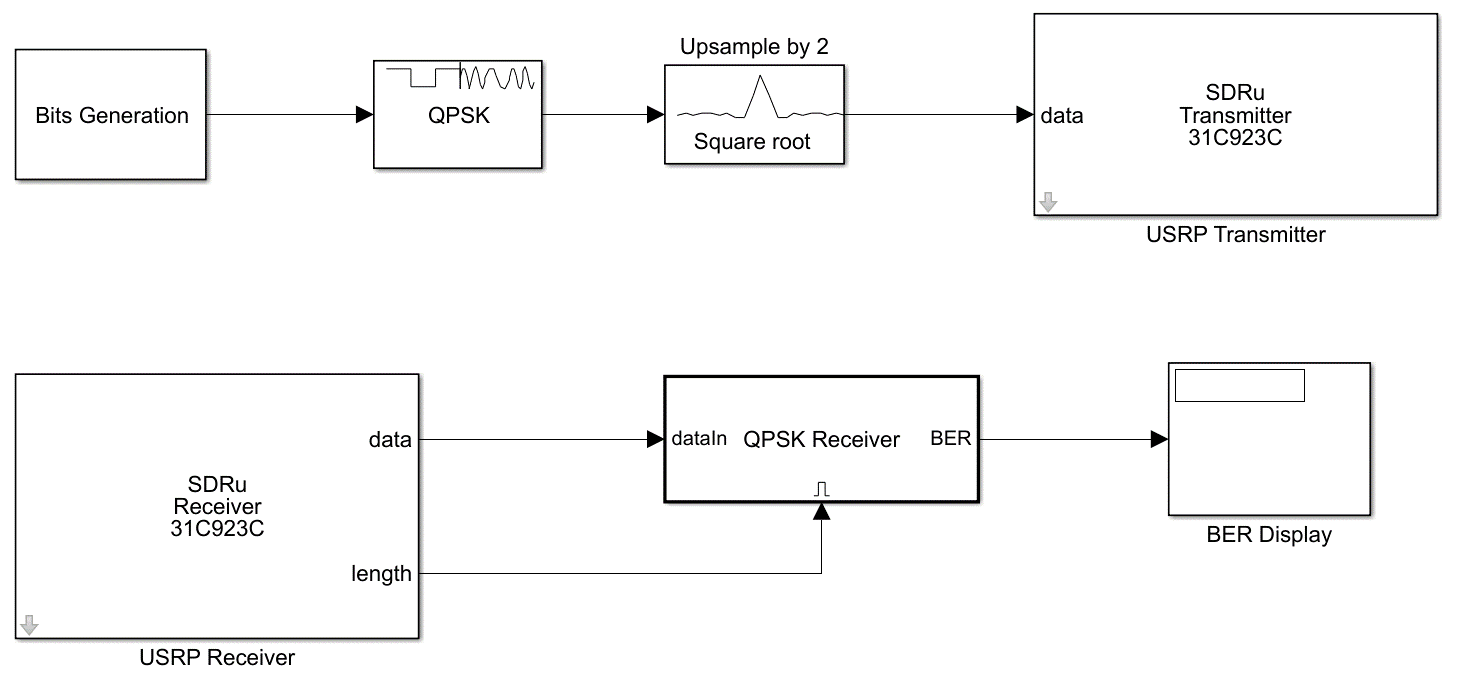 Upsample by 2
Bits Generation
QPSK
Square root
data
SDRu
Transmitter
31C923C
USRP Transmitter
SDRu
Receiver
31C923C
data
length
USRP Receiver
dataIn
QPSK Receiver
BER
BER Display